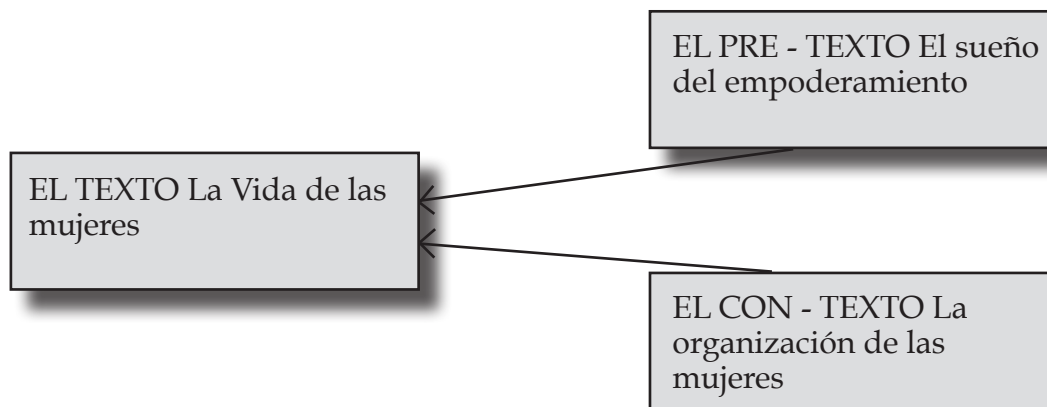 EL PRE - TEXTO El sueño
del empoderamiento
EL TEXTO La Vida de las
mujeres
EL CON - TEXTO La
organización de las
mujeres